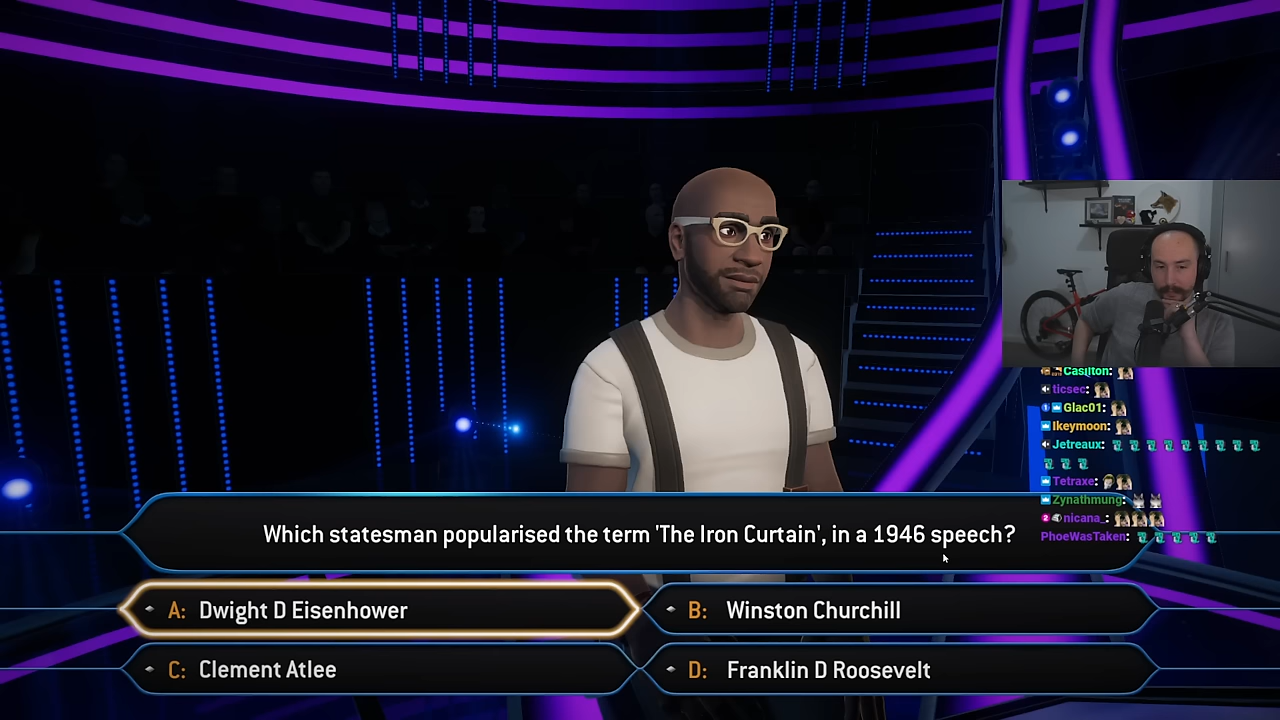 Casilton:
ticsec:
Glac01:
Ikeymoon:
Jetreaux:
Tetraxe:
Zynathmung:
nicana_:
PhoeWasTaken:
Which statesman popularised the term 'The Iron Curtain', in a 1946 speech?
A: Dwight D Eisenhower
B: Winston Churchill
C: Clement Atlee
D: Franklin D Roosevelt